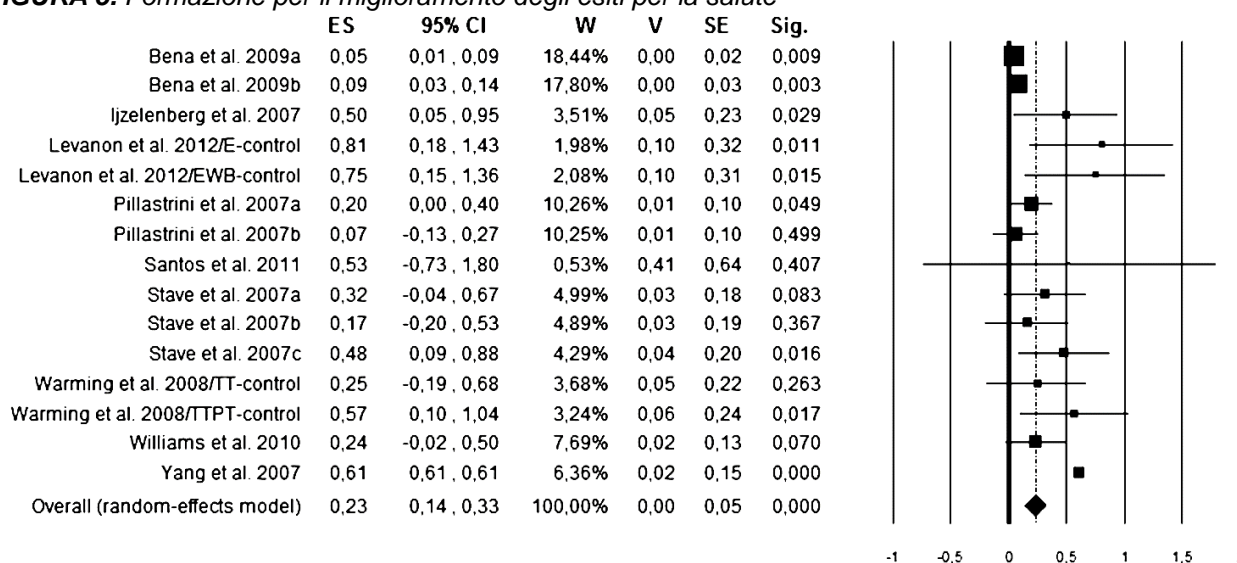 FIGURA 3. Formazione per il miglioramento degli esiti per la salute
ES 95% CI W V SE Sig.
Bena et al. 2009a 0,05 0,01 , 0,09 18,44% 0,00 0,02 0,009
Bena et al. 2009b 0,09 0,03 , 0,14 17,80% 0,00 0,03 0,003
Ijzelenberg et al. 2007 0,50 0,05 , 0,95 3,51% 0,05 0,23 0,029
Levanon et al. 2012/E-control 0,81 0,18 , 1,43 1,98% 0,10 0,32 0,011
Levanon et al. 2012/EWB-control 0,75 0,15 , 1,36 2,08% 0,10 0,31 0,015
Pillastrini et al. 2007a 0,20 0,00 , 0,40 10,26% 0,01 0,10 0,049
Pillastrini et al. 2007b 0,07 -0,13 , 0,27 10,25% 0,01 0,10 0,499
Santos et al. 2011 0,53 -0,73 , 1,80 0,53% 0,41 0,64 0,407
Stave et al. 2007a 0,32 -0,04 , 0,67 4,99% 0,03 0,18 0,083
Stave et al. 2007b 0,17 -0,20 , 0,53 4,89% 0,03 0,19 0,367
Stave et al. 2007c 0,48 0,09 , 0,88 4,29% 0,04 0,20 0,016
Warming et al. 2008/TT-control 0,25 -0,19 , 0,68 3,68% 0,05 0,22 0,263
Warming et al. 2008/TTPT-control 0,57 0,10 , 1,04 3,24% 0,06 0,24 0,017
Williams et al. 2010 0,24 -0,02 , 0,50 7,69% 0,02 0,13 0,070
Yang et al. 2007 0,61 0,61 , 0,61 6,36% 0,02 0,15 0,000
Overall (random-effects model) 0,23 0,14 , 0,33 100,00% 0,00 0,05 0,000
-1 -0,5 0 0,5 1 1,5